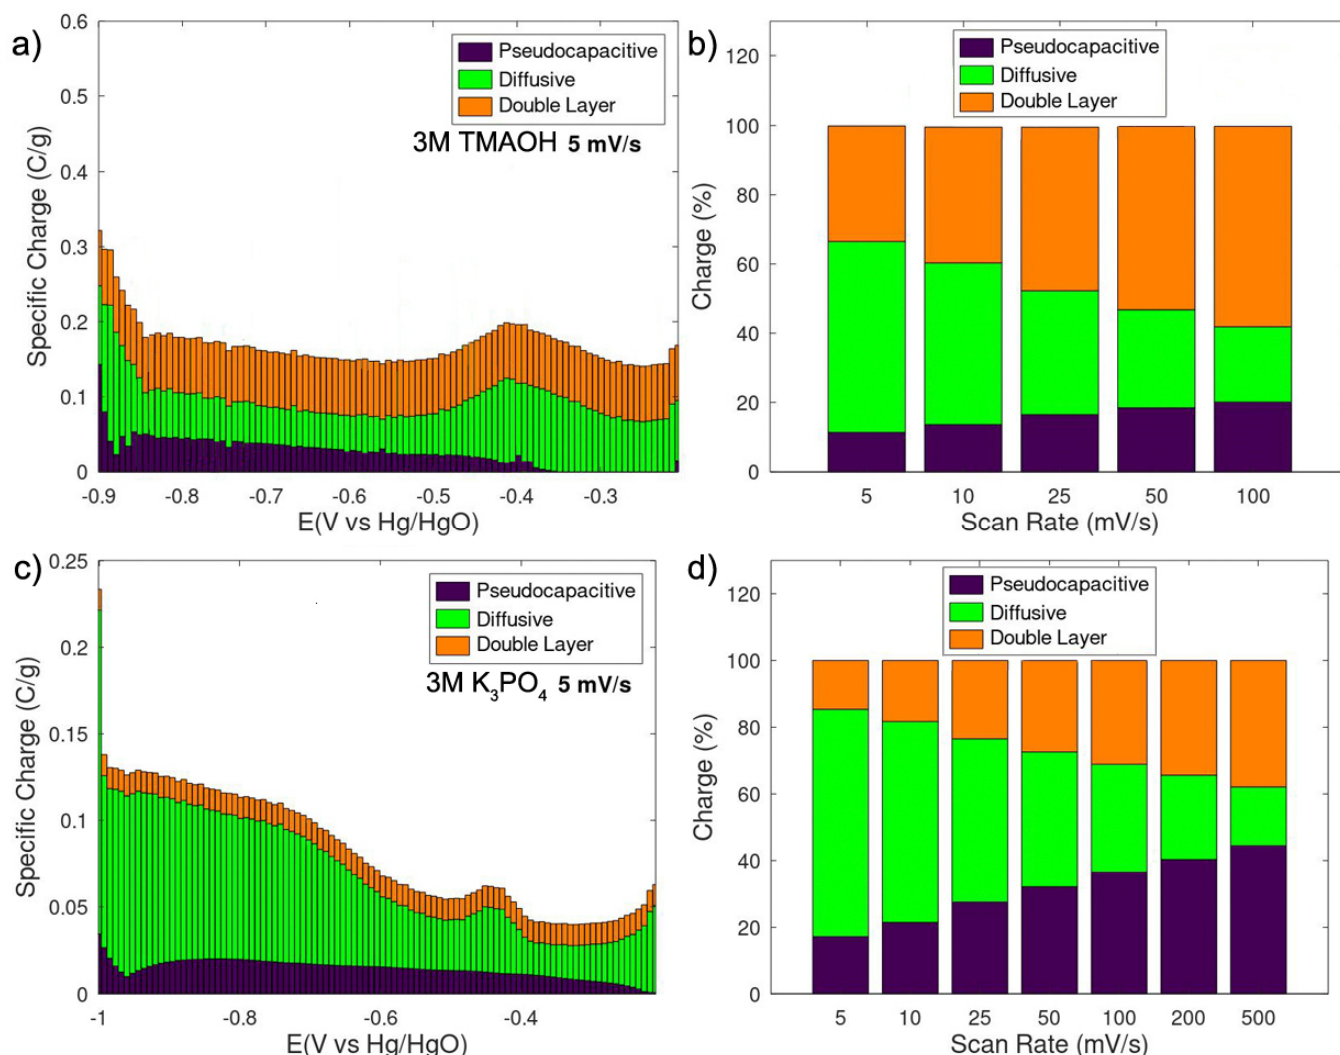 a)
0.6
0.5
0.4
0.3
0.2
0.1
0
Specific Charge (C/g)
Pseudocapacitive
Diffusive
Double Layer
3M TMAOH 5 mV/s
-0.9 -0.8 -0.7 -0.6 -0.5 -0.4 -0.3
E(V vs Hg/HgO)
b)
120
100
80
60
40
20
0
Charge (%)
Pseudocapacitive
Diffusive
Double Layer
5 10 25 50 100
Scan Rate (mV/s)
c)
0.25
0.2
0.15
0.1
0.05
0
Specific Charge (C/g)
Pseudocapacitive
Diffusive
Double Layer
3M K₃PO₄ 5 mV/s
-1 -0.8 -0.6 -0.4
E(V vs Hg/HgO)
d)
120
100
80
60
40
20
0
Charge (%)
Pseudocapacitive
Diffusive
Double Layer
5 10 25 50 100 200 500
Scan Rate (mV/s)